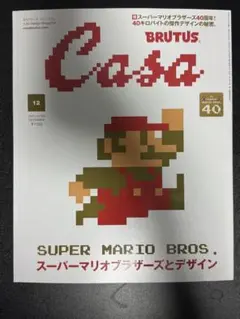 特 スーパーマリオブラザーズ40周年!
40キロバイトの傑作デザインの秘密。
BRUTUS®
Casa
12
40
SUPER MARIO BROS.
スーパーマリオブラザーズとデザイン